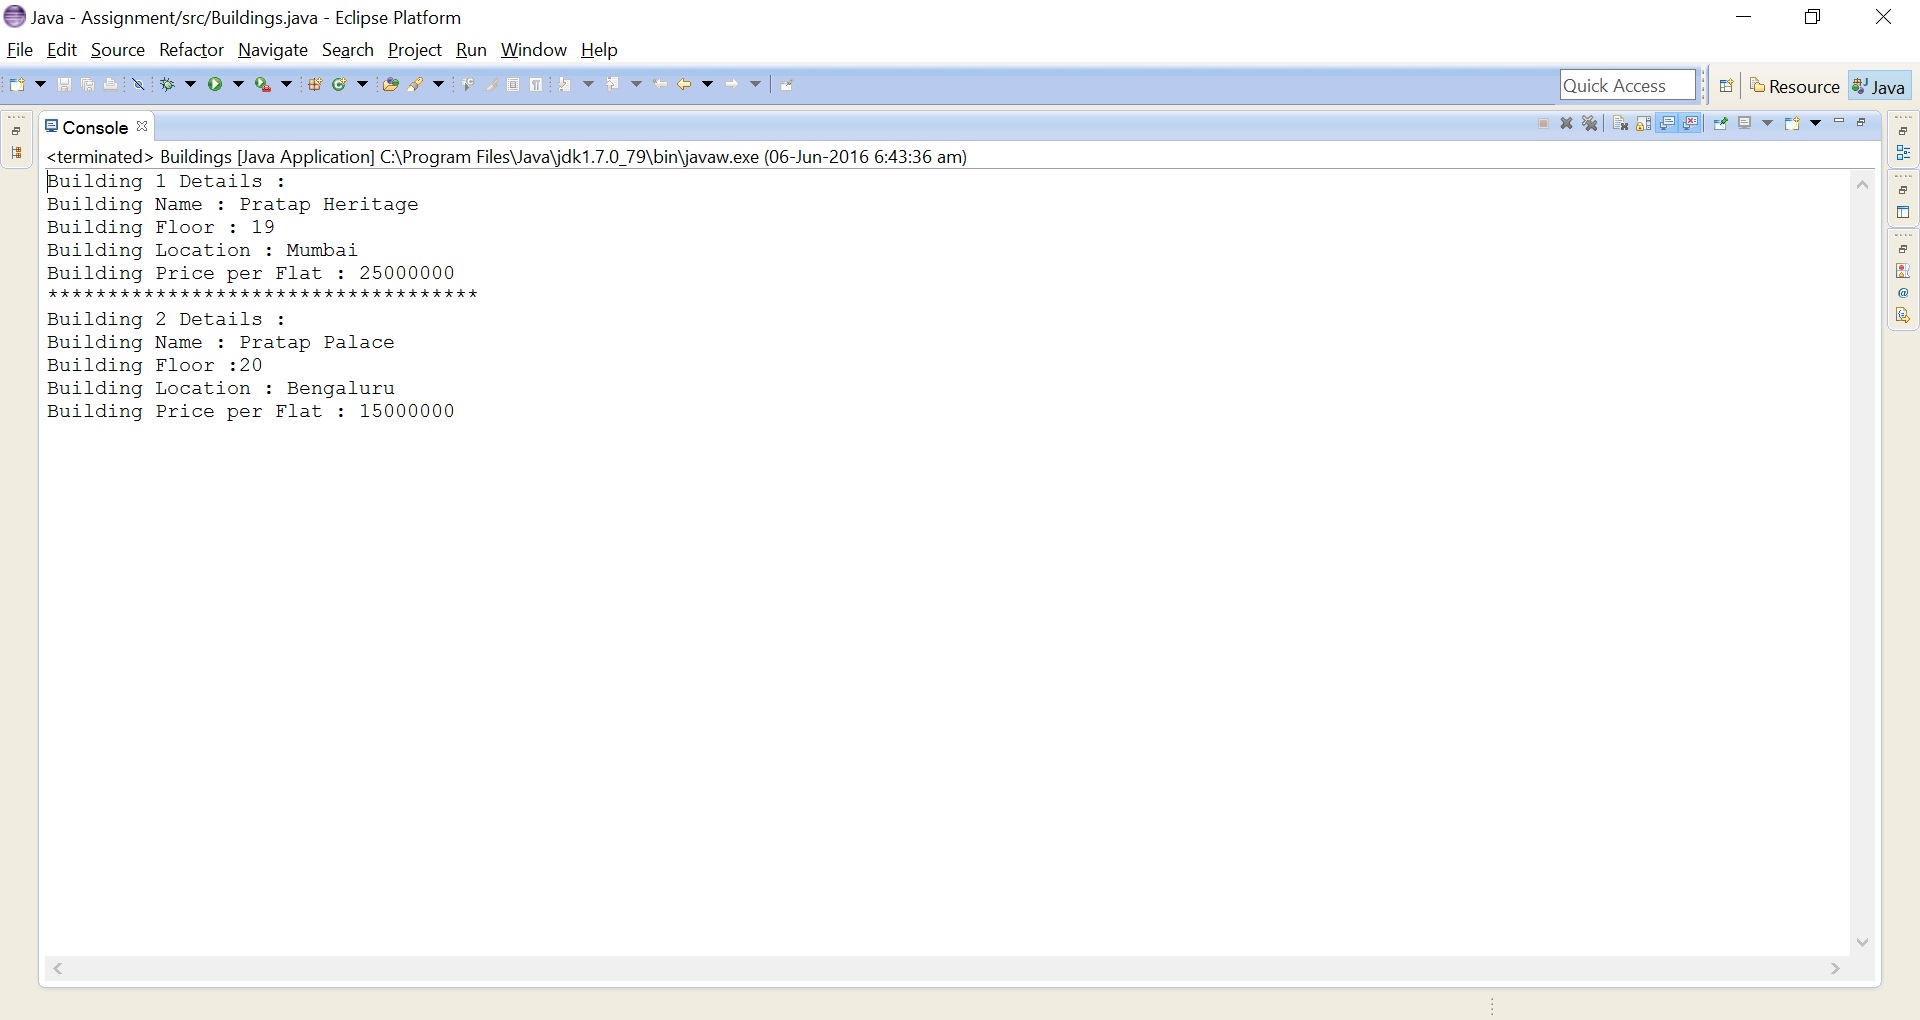 Java - Assignment/src/Buildings.java - Eclipse Platform
File Edit Source Refactor Navigate Search Project Run Window Help
Quick Access Resource Java
Console
<terminated> Buildings [Java Application] C:\Program Files\Java\jdk1.7.0_79\bin\javaw.exe (06-Jun-2016 6:43:36 am)
Building 1 Details :
Building Name : Pratap Heritage
Building Floor : 19
Building Location : Mumbai
Building Price per Flat : 25000000
************************************
Building 2 Details :
Building Name : Pratap Palace
Building Floor :20
Building Location : Bengaluru
Building Price per Flat : 15000000